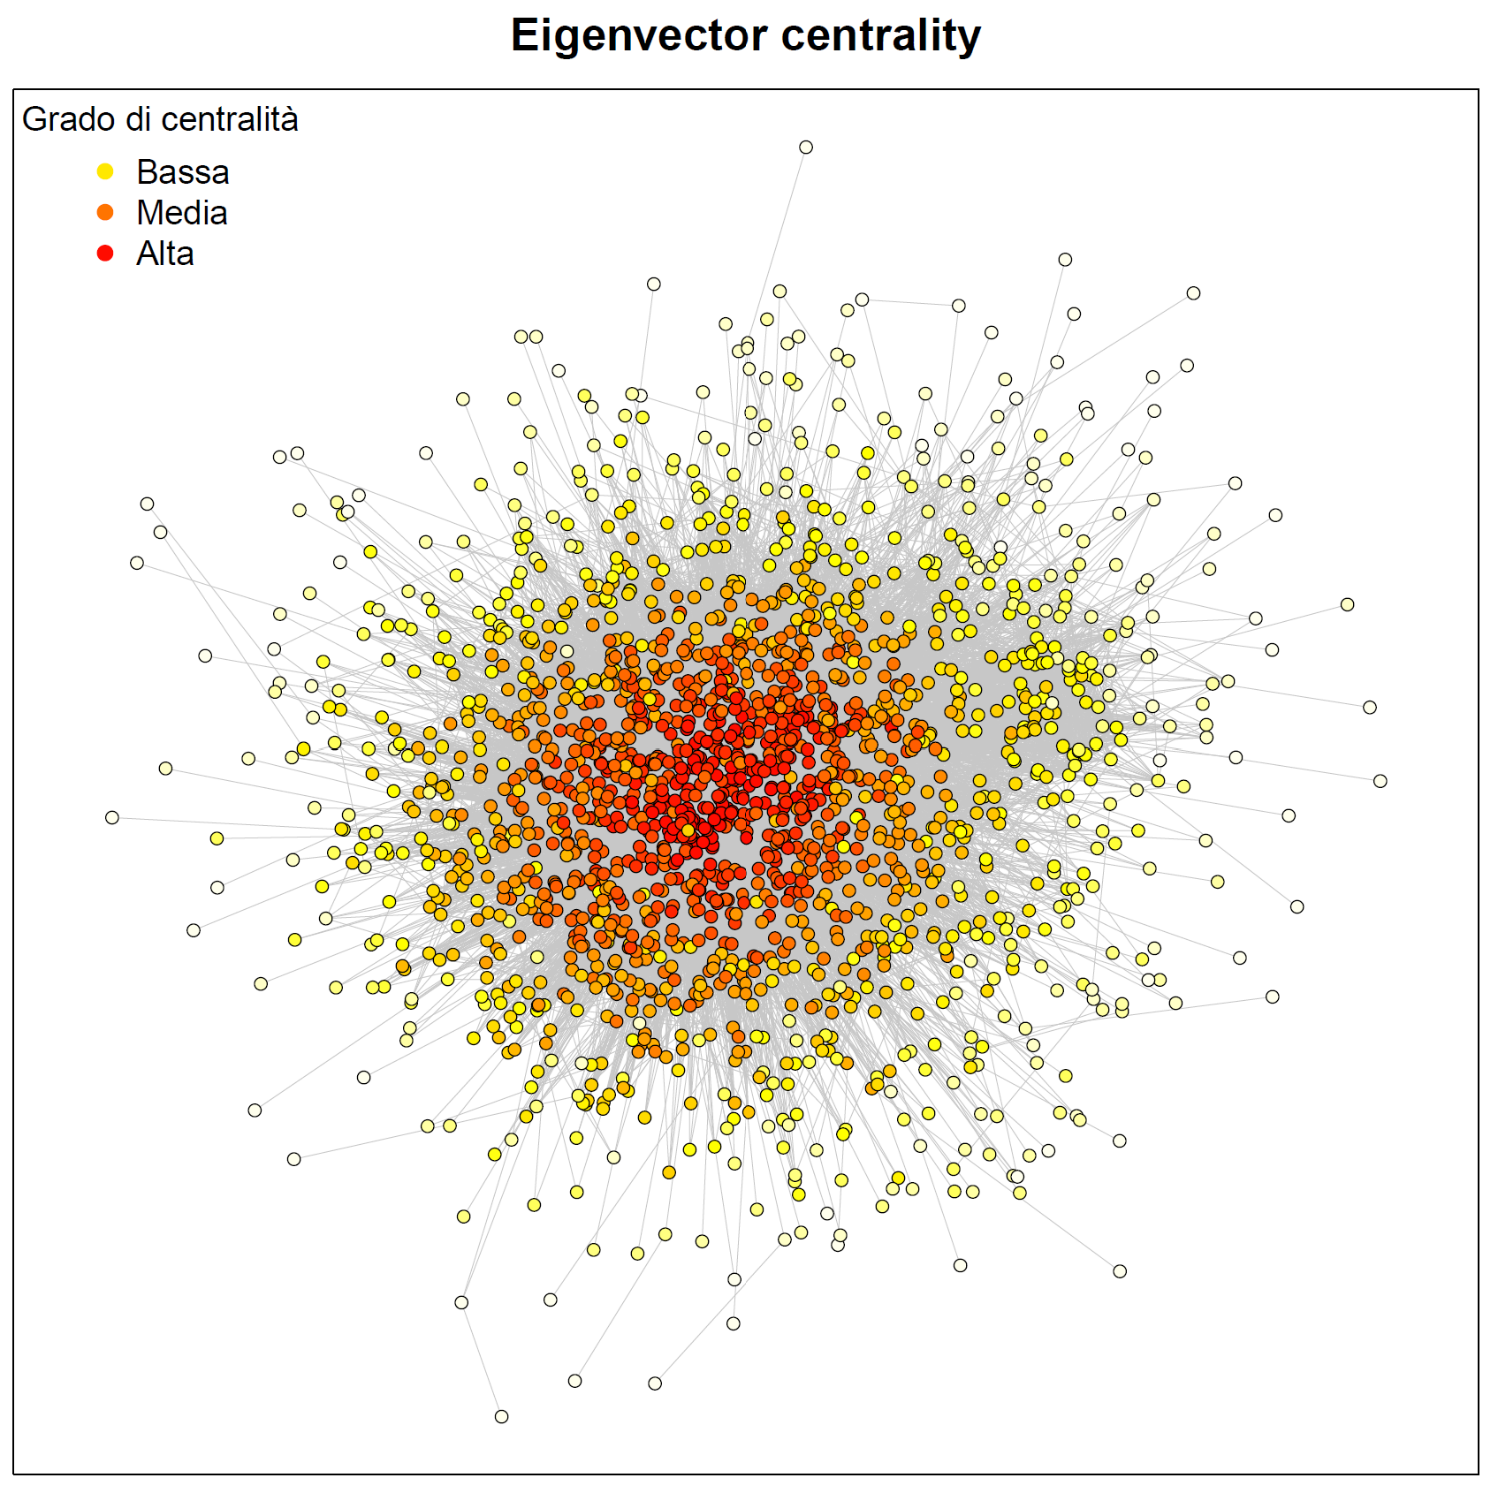 Eigenvector centrality
Grado di centralità
Bassa
Media
Alta